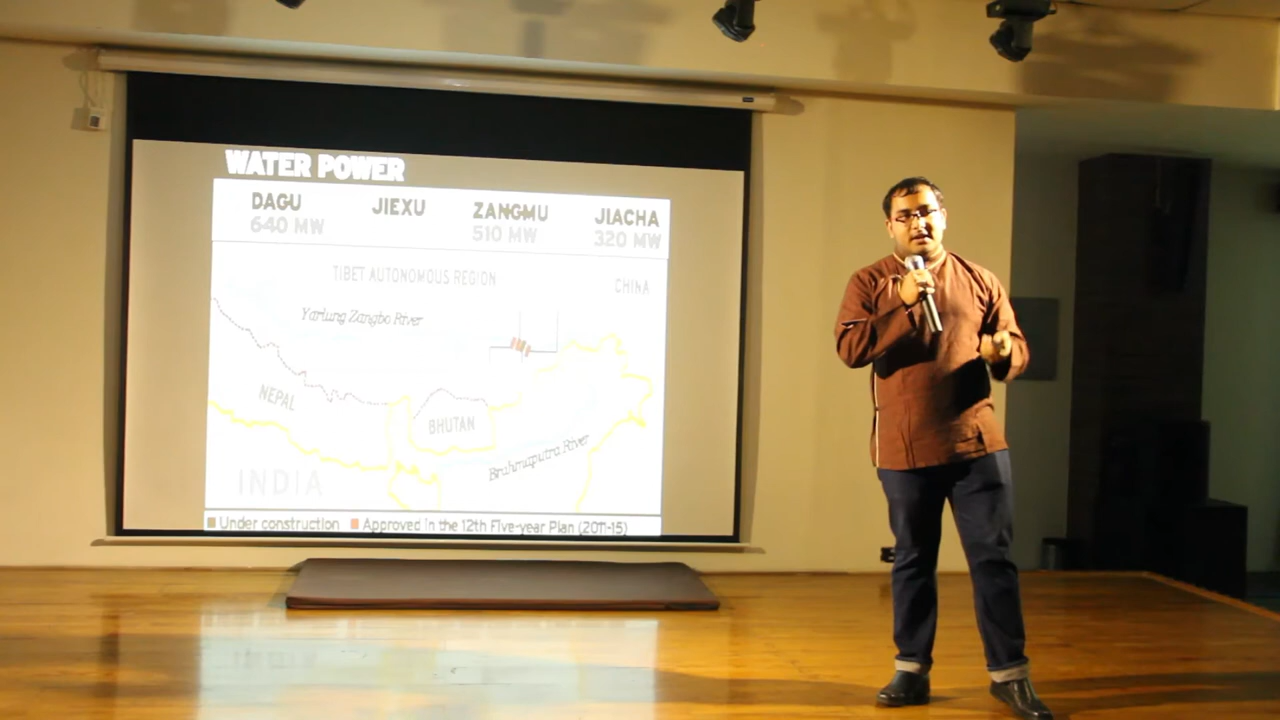 WATER POWER
DAGU JIEXU ZANGMU JIACHA
640 MW 510 MW 320 MW
TIBET AUTONOMOUS REGION
CHINA
Yarlung Zangbo River
NEPAL
BHUTAN
Brahmaputra River
INDIA
Under construction Approved in the 12th Five-year Plan (2011-15)